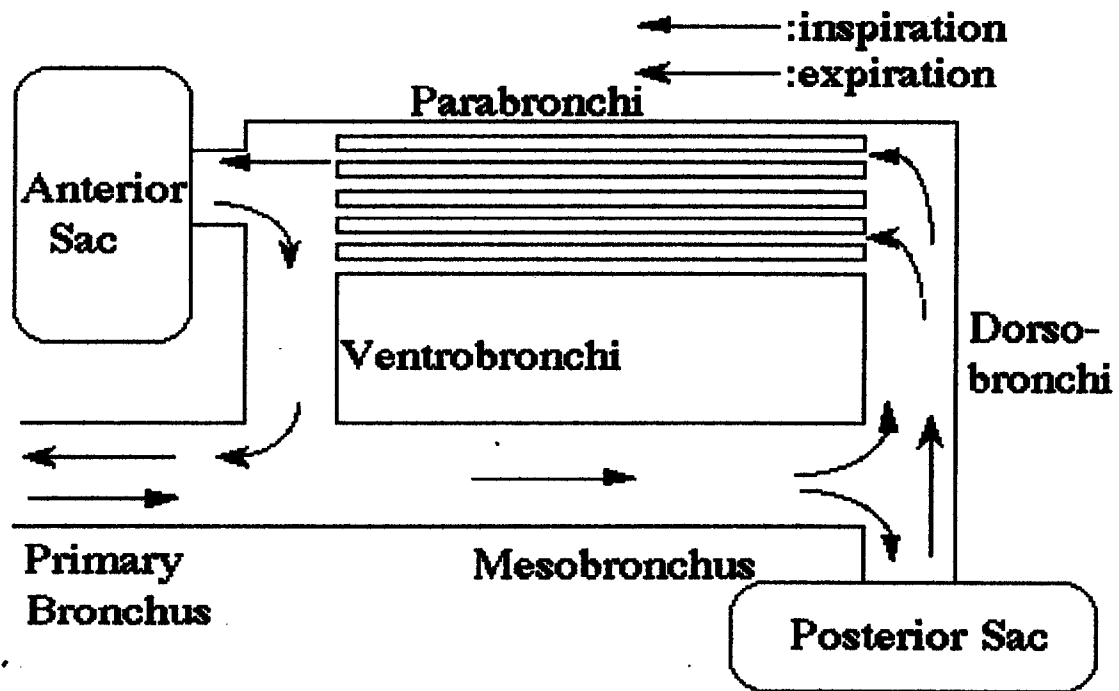 :inspiration
:expiration
Parabronchi
Anterior
Sac
Ventrobronchi
Dorso-
bronchi
Primary
Bronchus
Mesobronchus
Posterior Sac